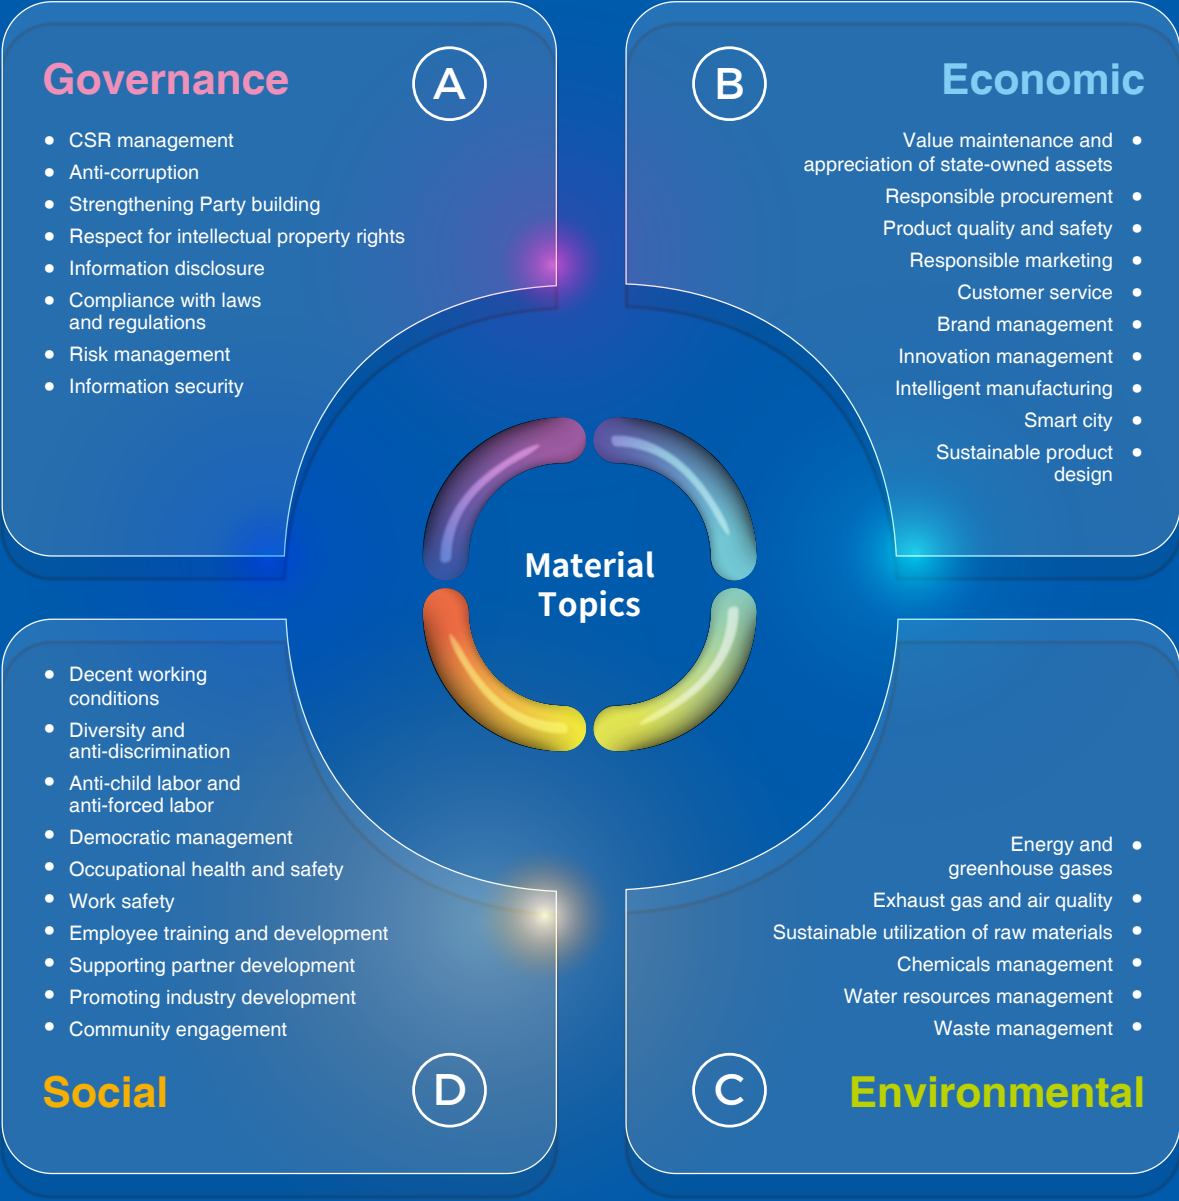 Governance
A
CSR management
Anti-corruption
Strengthening Party building
Respect for intellectual property rights
Information disclosure
Compliance with laws
and regulations
Risk management
Information security
B
Economic
Value maintenance and
appreciation of state-owned assets
Responsible procurement
Product quality and safety
Responsible marketing
Customer service
Brand management
Innovation management
Intelligent manufacturing
Smart city
Sustainable product
design
Material
Topics
Decent working
conditions
Diversity and
anti-discrimination
Anti-child labor and
anti-forced labor
Democratic management
Occupational health and safety
Work safety
Employee training and development
Supporting partner development
Promoting industry development
Community engagement
Social
D
Energy and
greenhouse gases
Exhaust gas and air quality
Sustainable utilization of raw materials
Chemicals management
Water resources management
Waste management
C
Environmental